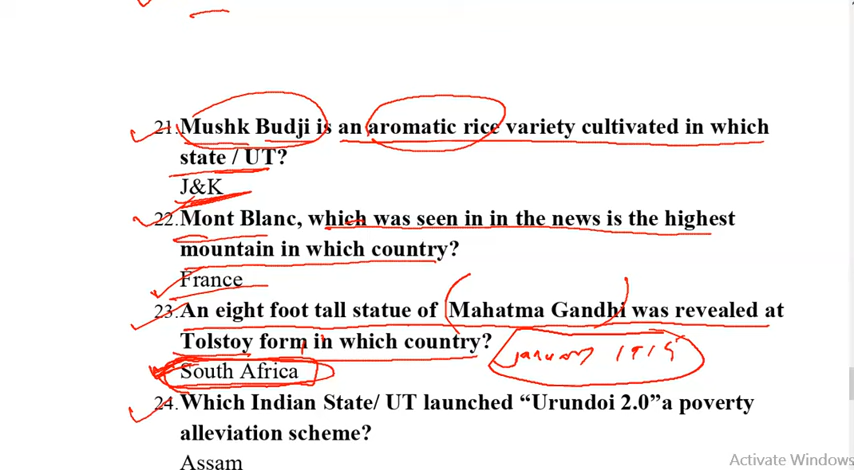 21. Mushk Budji is an aromatic rice variety cultivated in which
state / UT?
J&K
22. Mont Blanc, which was seen in in the news is the highest
mountain in which country?
France
23. An eight foot tall statue of Mahatma Gandhi was revealed at
Tolstoy form in which country?
january 1915
South Africa
24. Which Indian State/ UT launched “Urundoi 2.0”a poverty
alleviation scheme?
Assam
Activate Windows